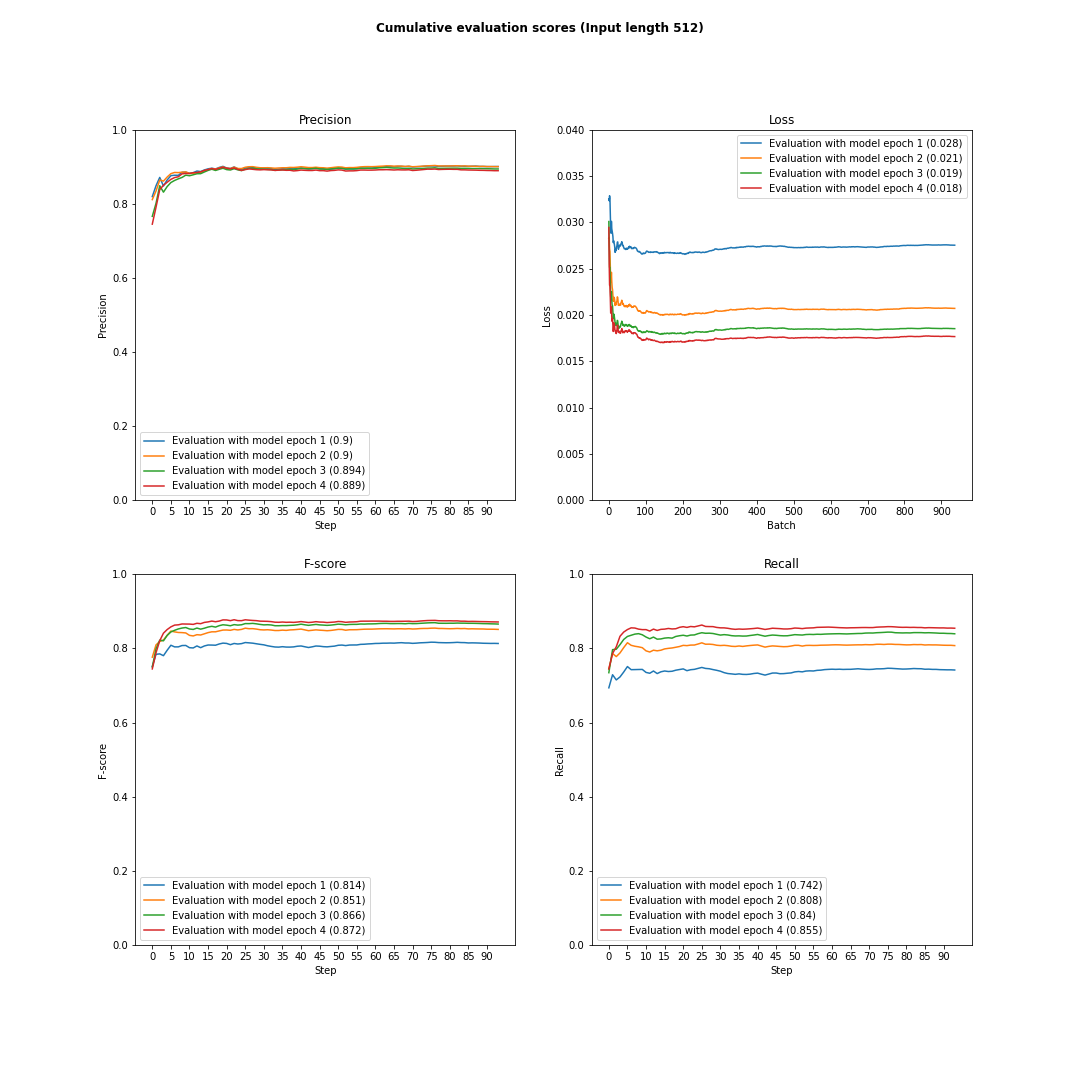 Cumulative evaluation scores (Input length 512)
Precision
1.0
0.8
0.6
0.4
0.2
0.0
Precision
Evaluation with model epoch 1 (0.9)
Evaluation with model epoch 2 (0.9)
Evaluation with model epoch 3 (0.894)
Evaluation with model epoch 4 (0.889)
0 5 10 15 20 25 30 35 40 45 50 55 60 65 70 75 80 85 90
Step
Loss
0.040
0.035
0.030
0.025
0.020
0.015
0.010
0.005
0.000
Loss
Evaluation with model epoch 1 (0.028)
Evaluation with model epoch 2 (0.021)
Evaluation with model epoch 3 (0.019)
Evaluation with model epoch 4 (0.018)
0 100 200 300 400 500 600 700 800 900
Batch
F-score
1.0
0.8
0.6
0.4
0.2
0.0
F-score
Evaluation with model epoch 1 (0.814)
Evaluation with model epoch 2 (0.851)
Evaluation with model epoch 3 (0.866)
Evaluation with model epoch 4 (0.872)
0 5 10 15 20 25 30 35 40 45 50 55 60 65 70 75 80 85 90
Step
Recall
1.0
0.8
0.6
0.4
0.2
0.0
Recall
Evaluation with model epoch 1 (0.742)
Evaluation with model epoch 2 (0.808)
Evaluation with model epoch 3 (0.84)
Evaluation with model epoch 4 (0.855)
0 5 10 15 20 25 30 35 40 45 50 55 60 65 70 75 80 85 90
Step